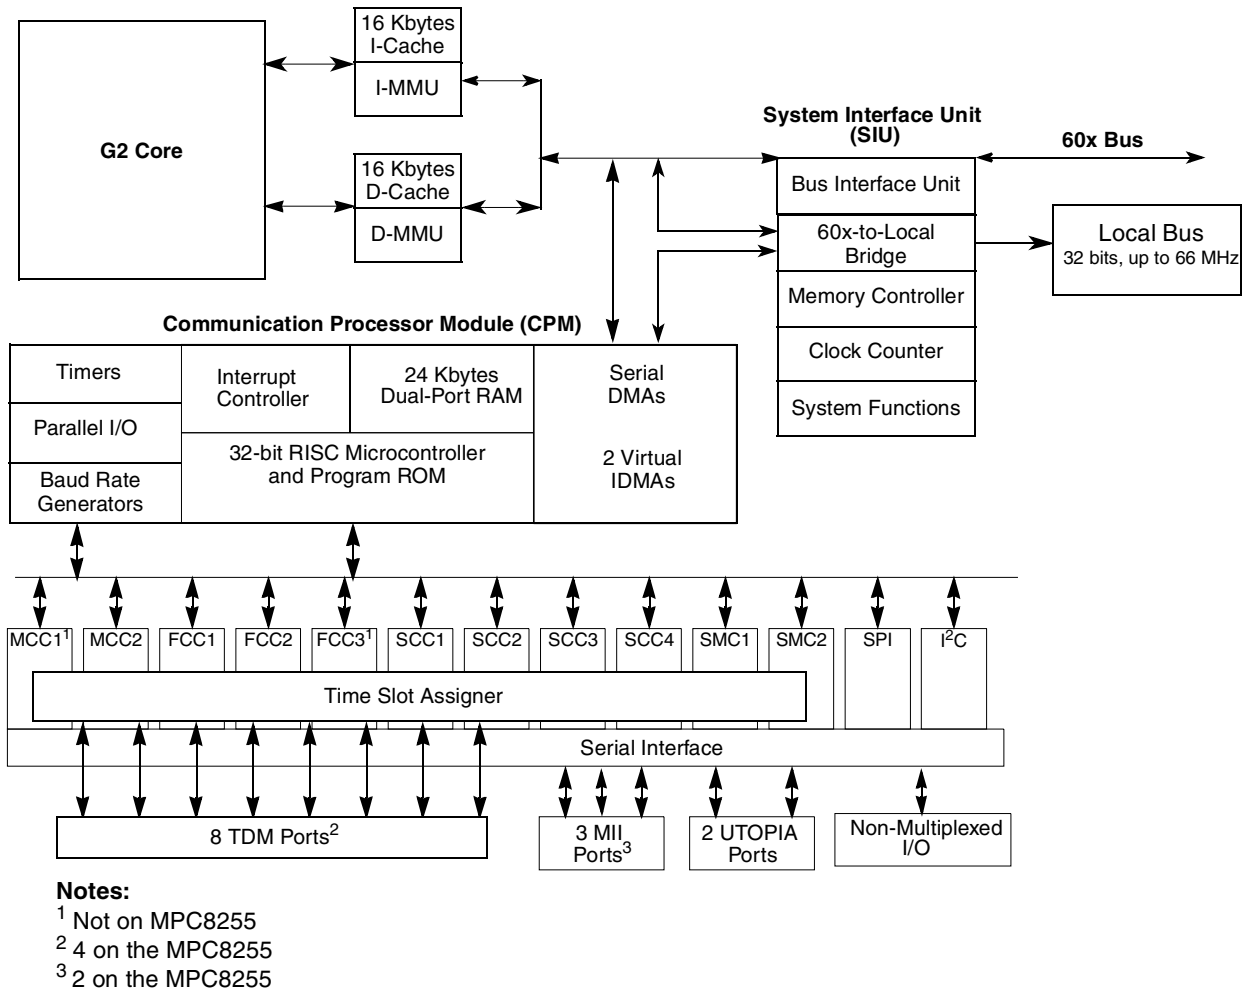 G2 Core
16 Kbytes
I-Cache
I-MMU
16 Kbytes
D-Cache
D-MMU
System Interface Unit
(SIU)
60x Bus
Bus Interface Unit
60x-to-Local
Bridge
Memory Controller
Clock Counter
System Functions
Local Bus
32 bits, up to 66 MHz
Communication Processor Module (CPM)
Timers
Parallel I/O
Baud Rate
Generators
Interrupt
Controller
24 Kbytes
Dual-Port RAM
32-bit RISC Microcontroller
and Program ROM
Serial
DMAs
2 Virtual
IDMAs
MCC1¹ MCC2 FCC1 FCC2 FCC3¹ SCC1 SCC2 SCC3 SCC4 SMC1 SMC2 SPI I²C
Time Slot Assigner
Serial Interface
8 TDM Ports²
3 MII
Ports³
2 UTOPIA
Ports
Non-Multiplexed
I/O
Notes:
¹ Not on MPC8255
² 4 on the MPC8255
³ 2 on the MPC8255